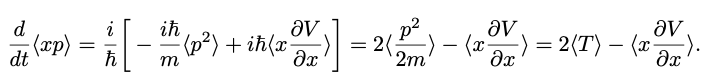 d/dt ⟨xp⟩ = i/ħ [ − iħ/m ⟨p²⟩ + iħ⟨x ∂V/∂x⟩ ] = 2⟨p²/2m⟩ − ⟨x ∂V/∂x⟩ = 2⟨T⟩ − ⟨x ∂V/∂x⟩.